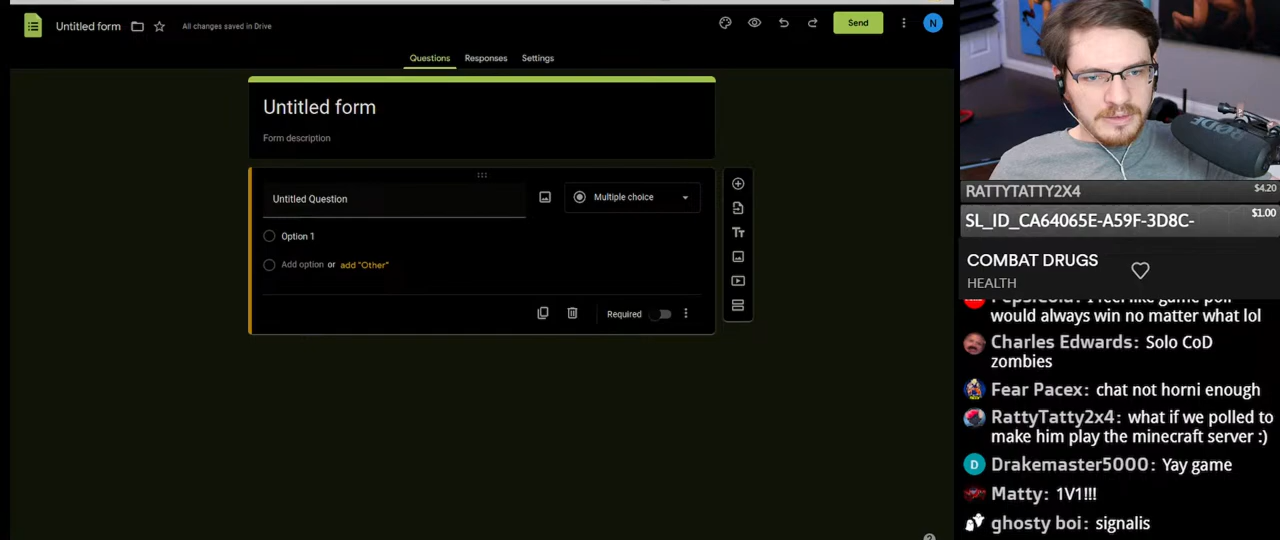 Untitled form
All changes saved in Drive
Send
N
Questions
Responses
Settings
Untitled form
Form description
Untitled Question
Multiple choice
Option 1
Add option or add "Other"
Required
RØDE
RATTYTATTY2X4
$4.20
SL_ID_CA64065E-A59F-3D8C-
$1.00
COMBAT DRUGS
HEALTH
would always win no matter what lol
Charles Edwards: Solo CoD
zombies
Fear Pacex: chat not horni enough
RattyTatty2x4: what if we polled to
make him play the minecraft server :)
D
Drakemaster5000: Yay game
Matty: 1V1!!!
ghosty boi: signalis